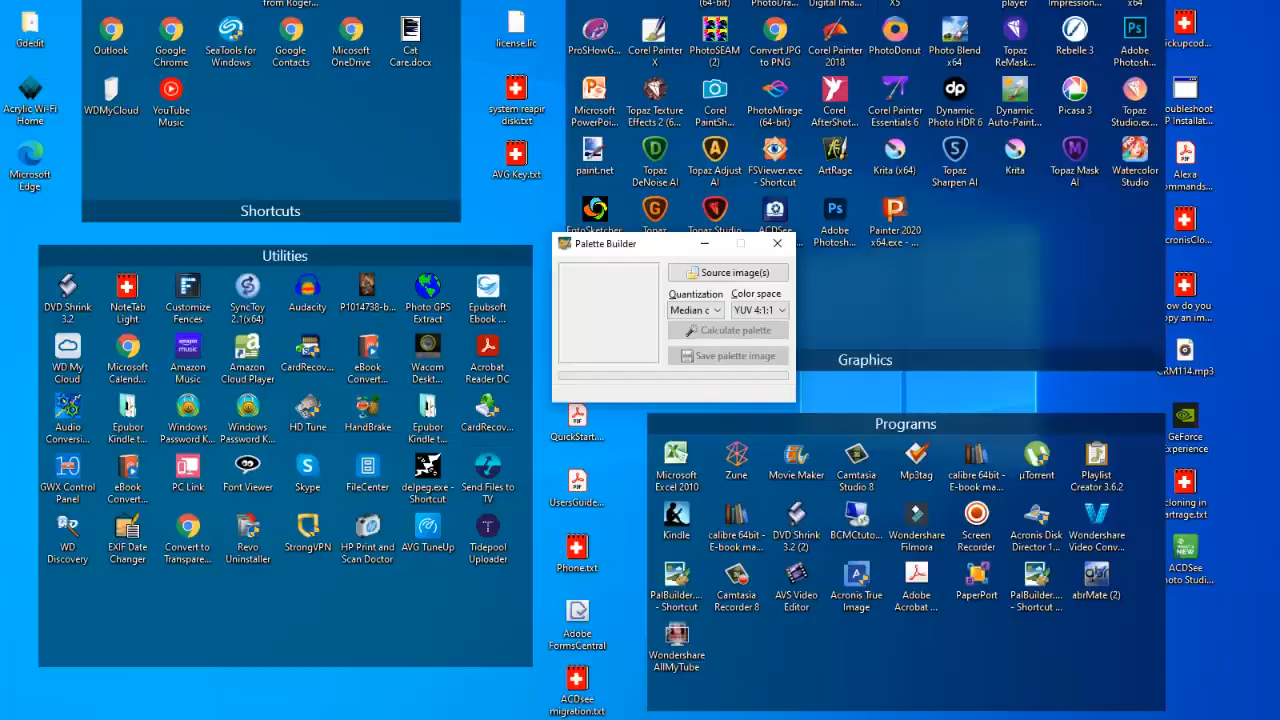 from Roger...
Gdedit
Outlook
Google
Chrome
SeaTools for
Windows
Google
Contacts
Micosoft
OneDrive
Cat
Care.docx
license.lic
Acrylic Wi-Fi
Home
WDMyCloud
YouTube
Music
system reapir
disk.txt
Microsoft
Edge
AVG Key.txt
Shortcuts
(64-bit)
PhotoDra...
Digital Ima...
X5
player
Impression...
x64
ProSHowG...
Corel Painter
X
PhotoSEAM
(2)
Convert JPG
to PNG
Corel Painter
2018
PhotoDonut
Photo Blend
x64
Topaz
ReMask...
Rebelle 3
Adobe
Photosh...
ickupcod...
Microsoft
PowerPoi...
Topaz Texture
Effects 2 (6...
Corel
PaintSh...
PhotoMirage
(64-bit)
Corel
AfterShot...
Corel Painter
Essentials 6
Dynamic
Photo HDR 6
Dynamic
Auto-Paint...
Picasa 3
Topaz
Studio.ex...
oubleshoot
P Installat...
paint.net
Topaz
DeNoise AI
Topaz Adjust
AI
FSViewer.exe
- Shortcut
ArtRage
Krita (x64)
Topaz
Sharpen AI
Krita
Topaz Mask
AI
Watercolor
Studio
Alexa
ommands...
FotoSketcher
Topaz
Topaz Studio
ACDSee
Adobe
Photosh...
Painter 2020
x64.exe - ...
cronisClo...
Graphics
Palette Builder
Source image(s)
Quantization
Color space
Median c
YUV 4:1:1
Calculate palette
Save palette image
Utilities
DVD Shrink
3.2
NoteTab
Light
Customize
Fences
SyncToy
2.1(x64)
Audacity
P1014738-b...
Photo GPS
Extract
Epubsoft
Ebook ...
WD My
Cloud
Microsoft
Calend...
Amazon
Music
Amazon
Cloud Player
CardRecov...
eBook
Convert...
Wacom
Deskt...
Acrobat
Reader DC
Audio
Conversi...
Epubor
Kindle t...
Windows
Password K...
Windows
Password K...
HD Tune
HandBrake
Epubor
Kindle t...
CardRecov...
GWX Control
Panel
eBook
Convert...
PC Link
Font Viewer
Skype
FileCenter
delpeg.exe -
Shortcut
Send Files to
TV
WD
Discovery
EXIF Date
Changer
Convert to
Transpare...
Revo
Uninstaller
StrongVPN
HP Print and
Scan Doctor
AVG TuneUp
Tidepool
Uploader
QuickStart...
UsersGuide...
Phone.txt
Adobe
FormsCentral
ACDsee
migration.txt
Programs
Microsoft
Excel 2010
Zune
Movie Maker
Camtasia
Studio 8
Mp3tag
calibre 64bit -
E-book ma...
µTorrent
Playlist
Creator 3.6.2
Kindle
calibre 64bit -
E-book ma...
DVD Shrink
3.2 (2)
BCMCtuto...
Wondershare
Filmora
Screen
Recorder
Acronis Disk
Director 1...
Wondershare
Video Conv...
PalBuilder....
- Shortcut
Camtasia
Recorder 8
AVS Video
Editor
Acronis True
Image
Adobe
Acrobat ...
PaperPort
PalBuilder....
- Shortcut ...
abrMate (2)
Wondershare
AllMyTube
ow do you
opy an im...
CRM114.mp3
GeForce
Experience
cloning in
artrage.txt
ACDSee
hoto Studi...